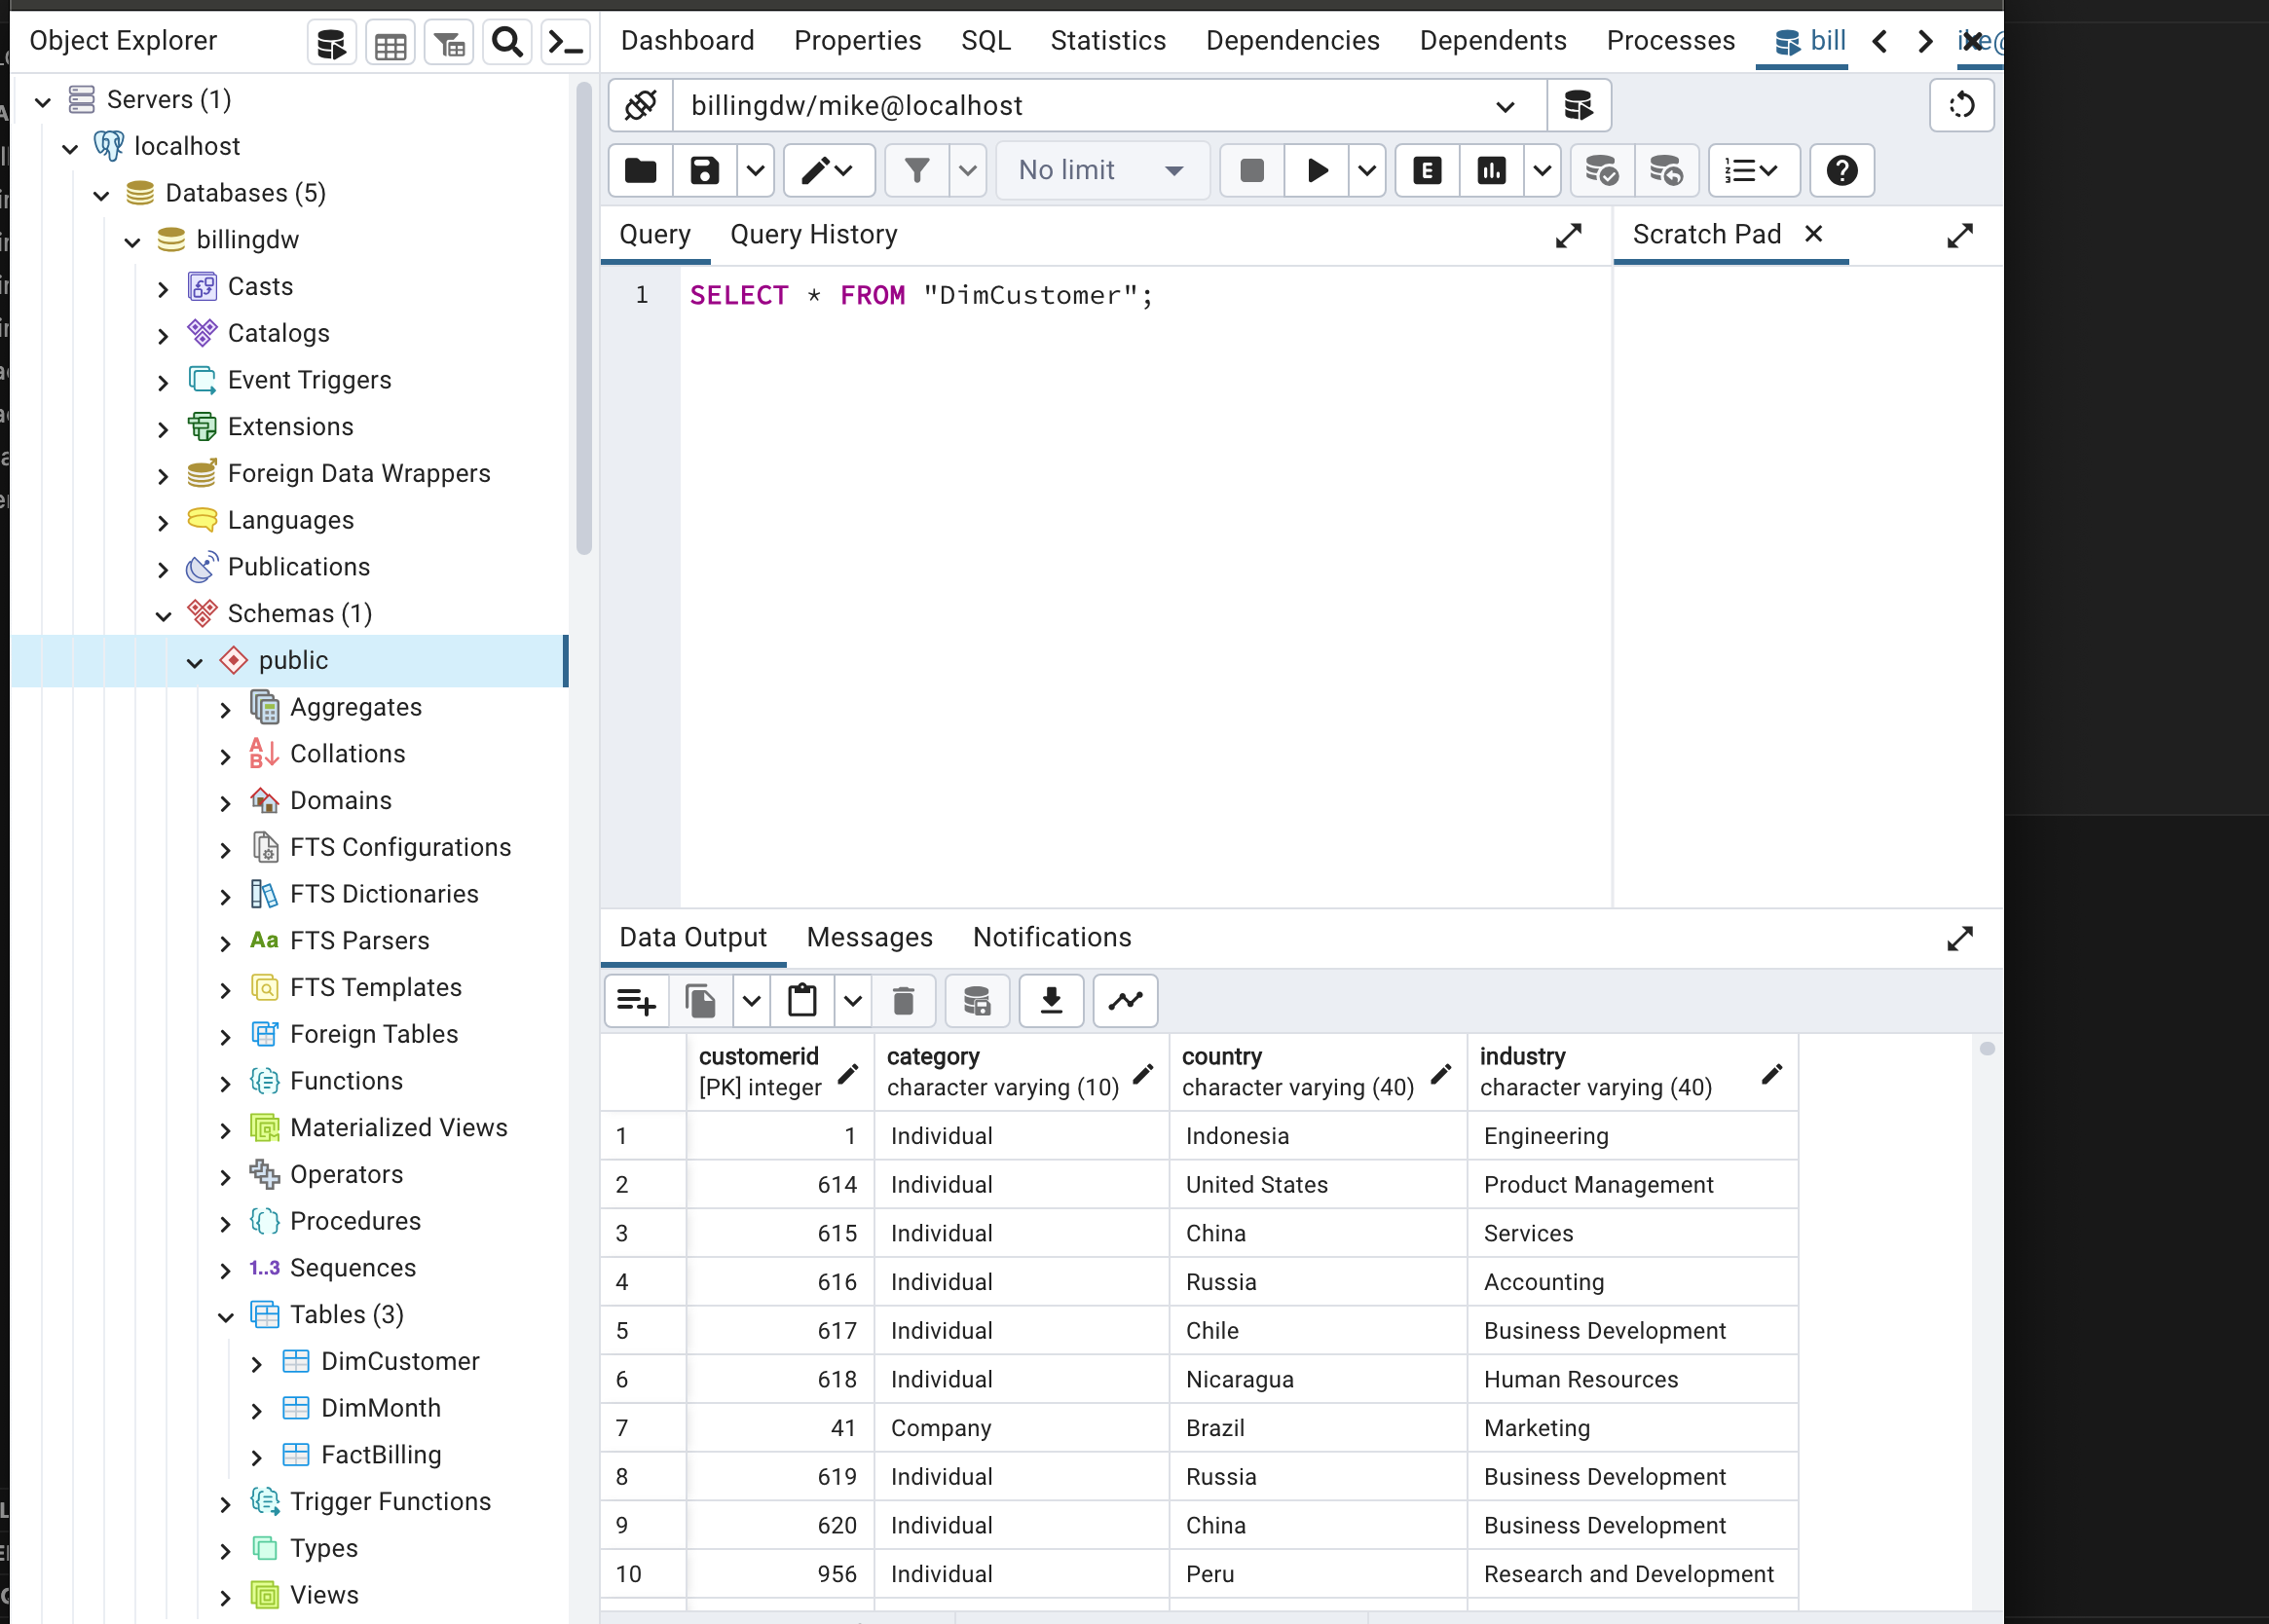 Object Explorer
Dashboard Properties SQL Statistics Dependencies Dependents Processes bill
Servers (1)
localhost
Databases (5)
billingdw
Casts
Catalogs
Event Triggers
Extensions
Foreign Data Wrappers
Languages
Publications
Schemas (1)
public
Aggregates
Collations
Domains
FTS Configurations
FTS Dictionaries
Aa FTS Parsers
FTS Templates
Foreign Tables
Functions
Materialized Views
Operators
Procedures
1..3 Sequences
Tables (3)
DimCustomer
DimMonth
FactBilling
Trigger Functions
Types
Views
billingdw/mike@localhost
No limit
E
Query Query History
Scratch Pad
1 SELECT * FROM "DimCustomer";
Data Output Messages Notifications
customerid category country industry
[PK] integer character varying (10) character varying (40) character varying (40)
1 1 Individual Indonesia Engineering
2 614 Individual United States Product Management
3 615 Individual China Services
4 616 Individual Russia Accounting
5 617 Individual Chile Business Development
6 618 Individual Nicaragua Human Resources
7 41 Company Brazil Marketing
8 619 Individual Russia Business Development
9 620 Individual China Business Development
10 956 Individual Peru Research and Development